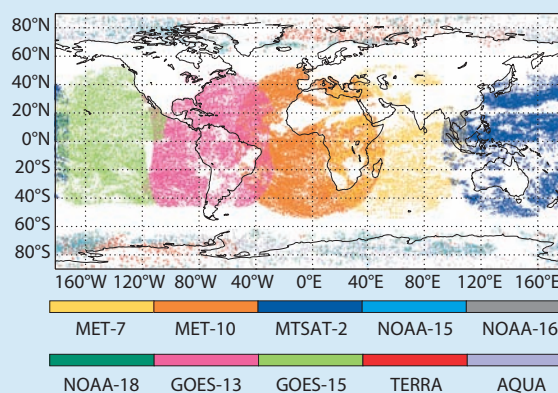 80°N
60°N
40°N
20°N
0°N
20°S
40°S
60°S
80°S
160°W 120°W 80°W 40°W 0°E 40°E 80°E 120°E 160°E
MET-7 MET-10 MTSAT-2 NOAA-15 NOAA-16
NOAA-18 GOES-13 GOES-15 TERRA AQUA